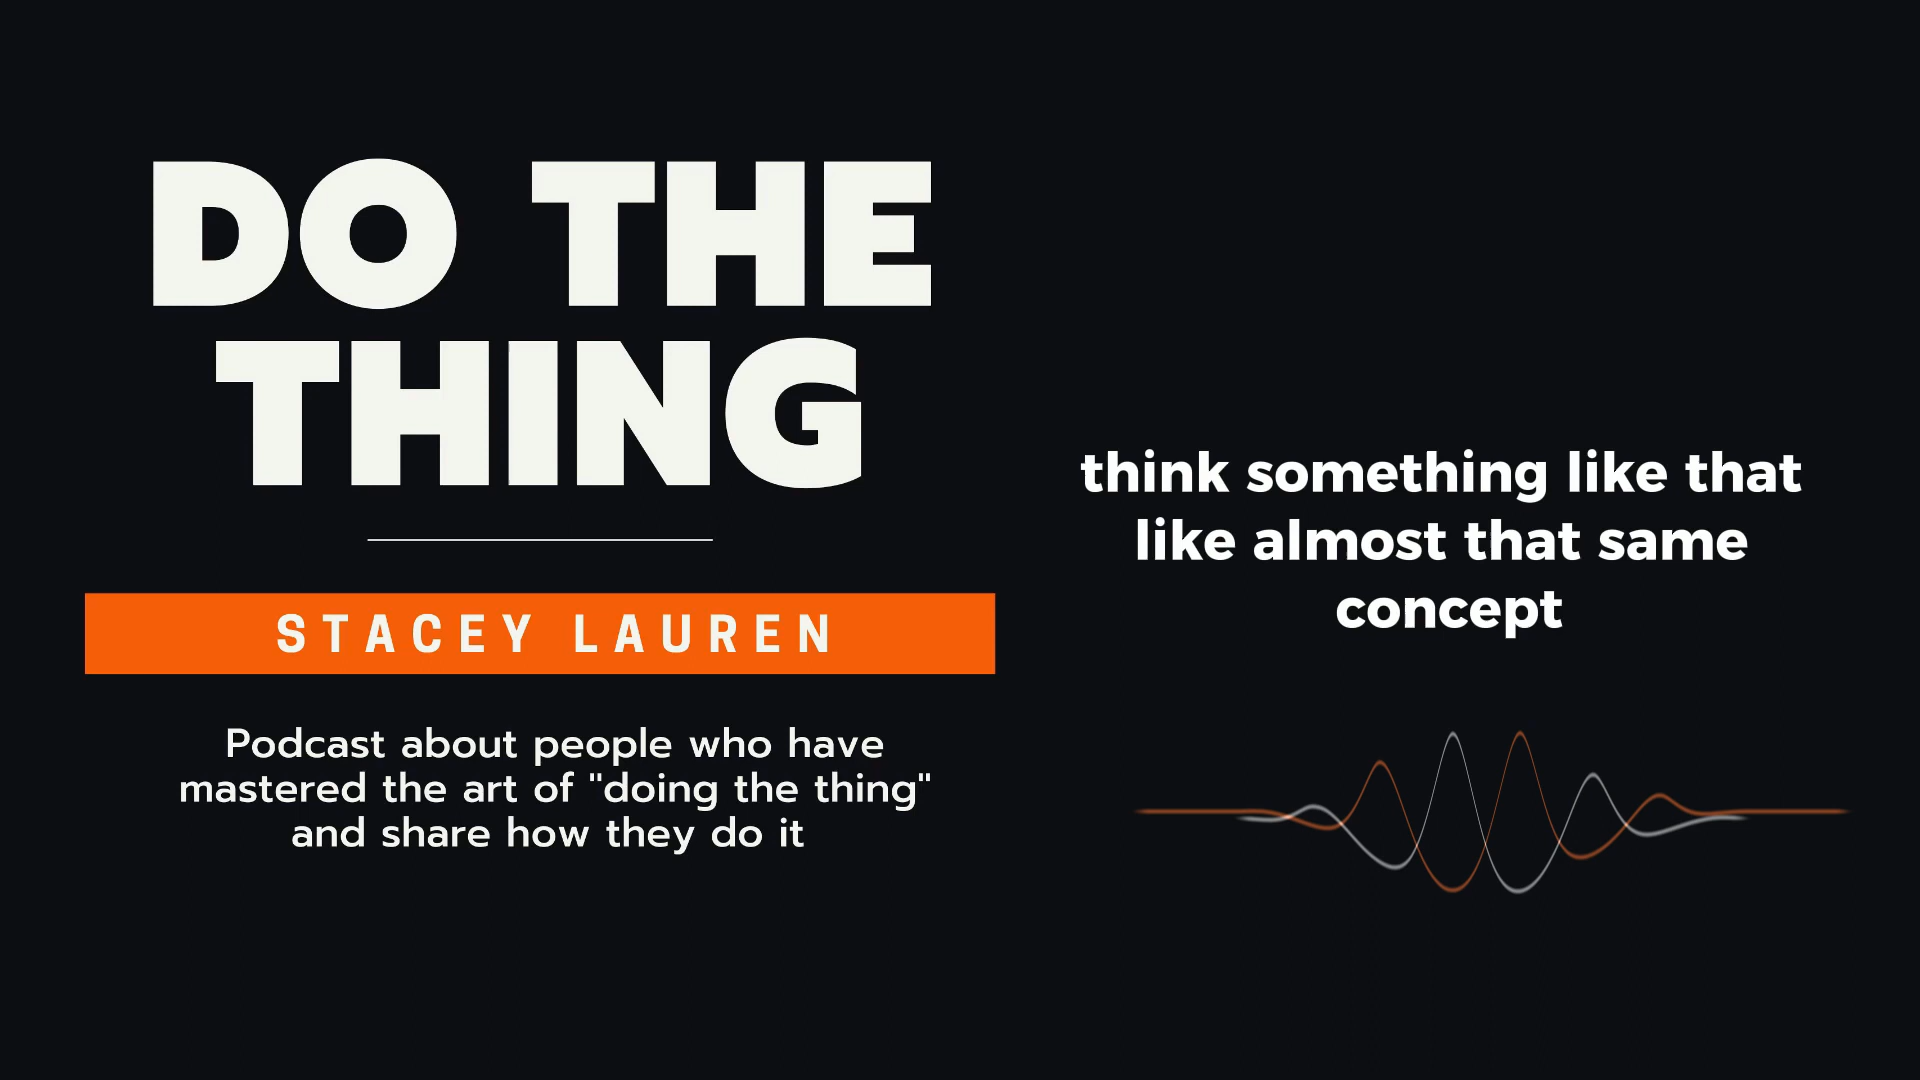 DO THE
THING
STACEY LAUREN
Podcast about people who have
mastered the art of "doing the thing"
and share how they do it
think something like that
like almost that same
concept